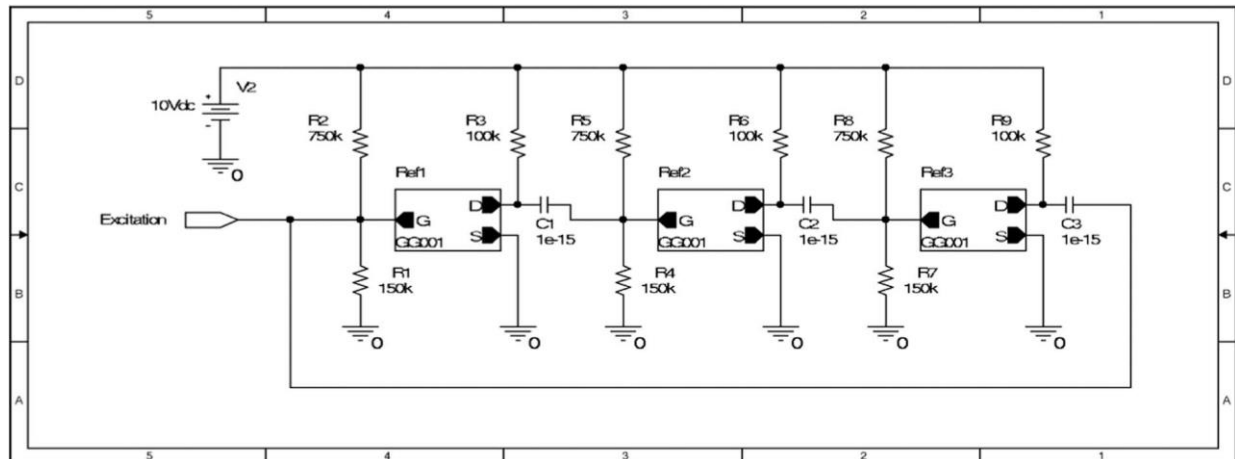 5 4 3 2 1
D D
V2
10Vdc
+
-
0
R2
750k
R3
100k
R5
750k
R6
100k
R8
750k
R9
100k
C C
Ref1
G
D
S
GG001
C1
1e-15
Ref2
G
D
S
GG001
C2
1e-15
Ref3
G
D
S
GG001
C3
1e-15
Excitation
B B
R1
150k
R4
150k
R7
150k
0 0 0 0 0 0
A A
5 4 3 2 1